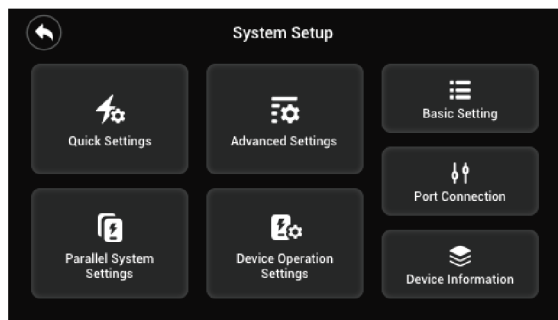 System Setup
Quick Settings
Advanced Settings
Basic Setting
Port Connection
Parallel System
Settings
Device Operation
Settings
Device Information